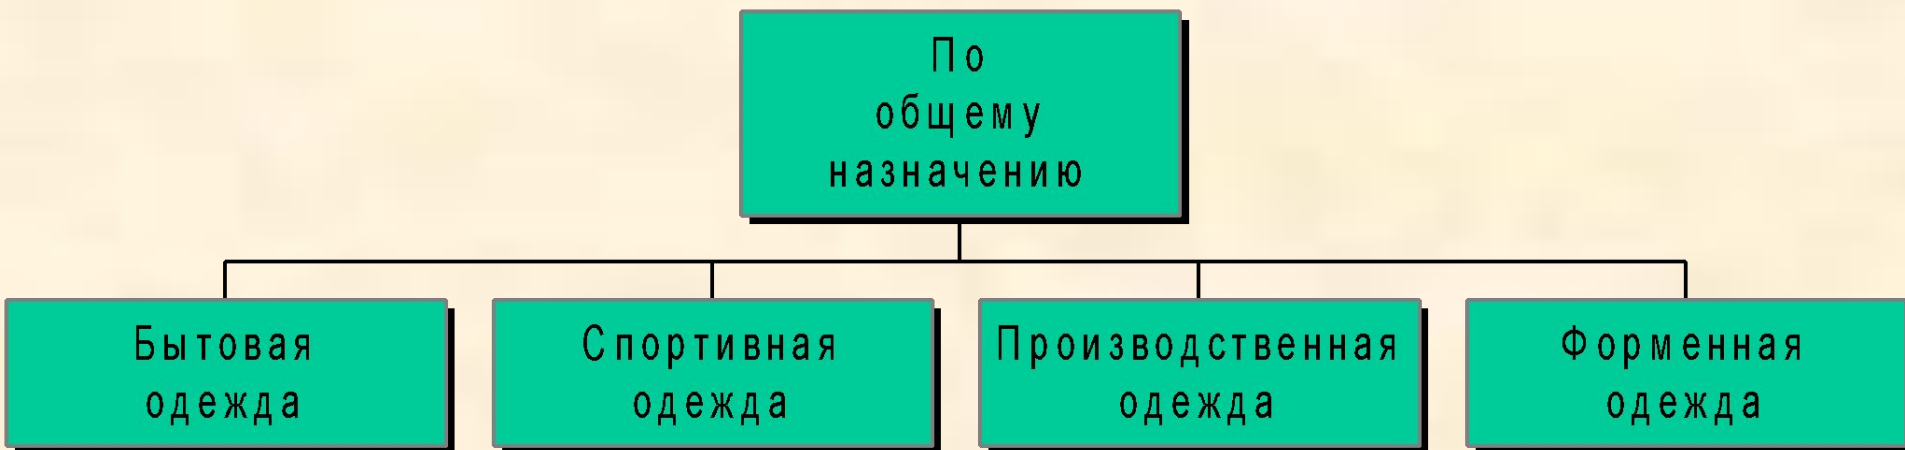 По
общему
назначению
Бытовая
одежда
Спортивная
одежда
Производственная
одежда
Форменная
одежда